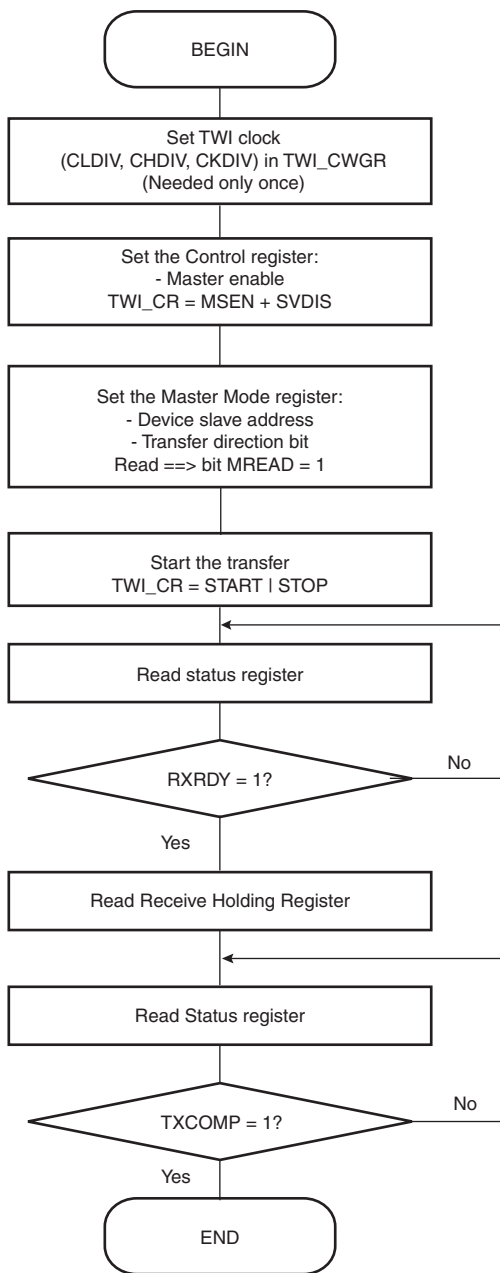 BEGIN
Set TWI clock
(CLDIV, CHDIV, CKDIV) in TWI_CWGR
(Needed only once)
Set the Control register:
- Master enable
TWI_CR = MSEN + SVDIS
Set the Master Mode register:
- Device slave address
- Transfer direction bit
Read ==> bit MREAD = 1
Start the transfer
TWI_CR = START | STOP
Read status register
RXRDY = 1?
No
Yes
Read Receive Holding Register
Read Status register
TXCOMP = 1?
No
Yes
END